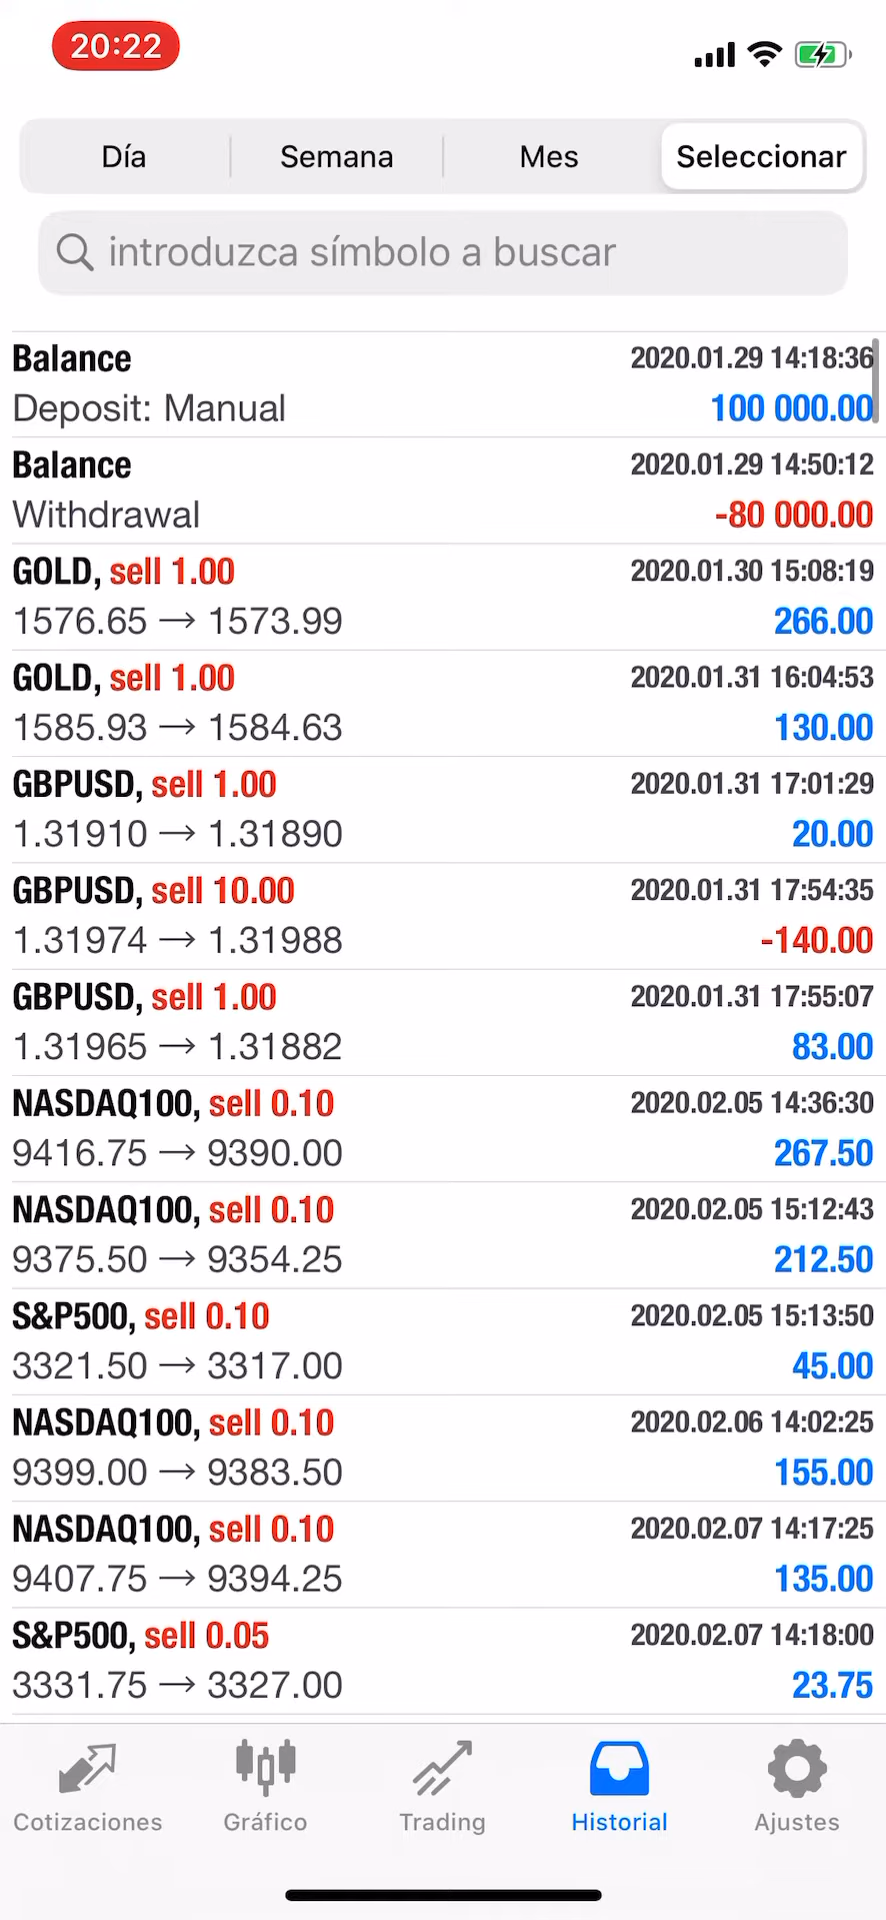 20:22
Día Semana Mes Seleccionar
introduzca símbolo a buscar
Balance 2020.01.29 14:18:36
Deposit: Manual 100 000.00
Balance 2020.01.29 14:50:12
Withdrawal -80 000.00
GOLD, sell 1.00 2020.01.30 15:08:19
1576.65 → 1573.99 266.00
GOLD, sell 1.00 2020.01.31 16:04:53
1585.93 → 1584.63 130.00
GBPUSD, sell 1.00 2020.01.31 17:01:29
1.31910 → 1.31890 20.00
GBPUSD, sell 10.00 2020.01.31 17:54:35
1.31974 → 1.31988 -140.00
GBPUSD, sell 1.00 2020.01.31 17:55:07
1.31965 → 1.31882 83.00
NASDAQ100, sell 0.10 2020.02.05 14:36:30
9416.75 → 9390.00 267.50
NASDAQ100, sell 0.10 2020.02.05 15:12:43
9375.50 → 9354.25 212.50
S&P500, sell 0.10 2020.02.05 15:13:50
3321.50 → 3317.00 45.00
NASDAQ100, sell 0.10 2020.02.06 14:02:25
9399.00 → 9383.50 155.00
NASDAQ100, sell 0.10 2020.02.07 14:17:25
9407.75 → 9394.25 135.00
S&P500, sell 0.05 2020.02.07 14:18:00
3331.75 → 3327.00 23.75
Cotizaciones Gráfico Trading Historial Ajustes